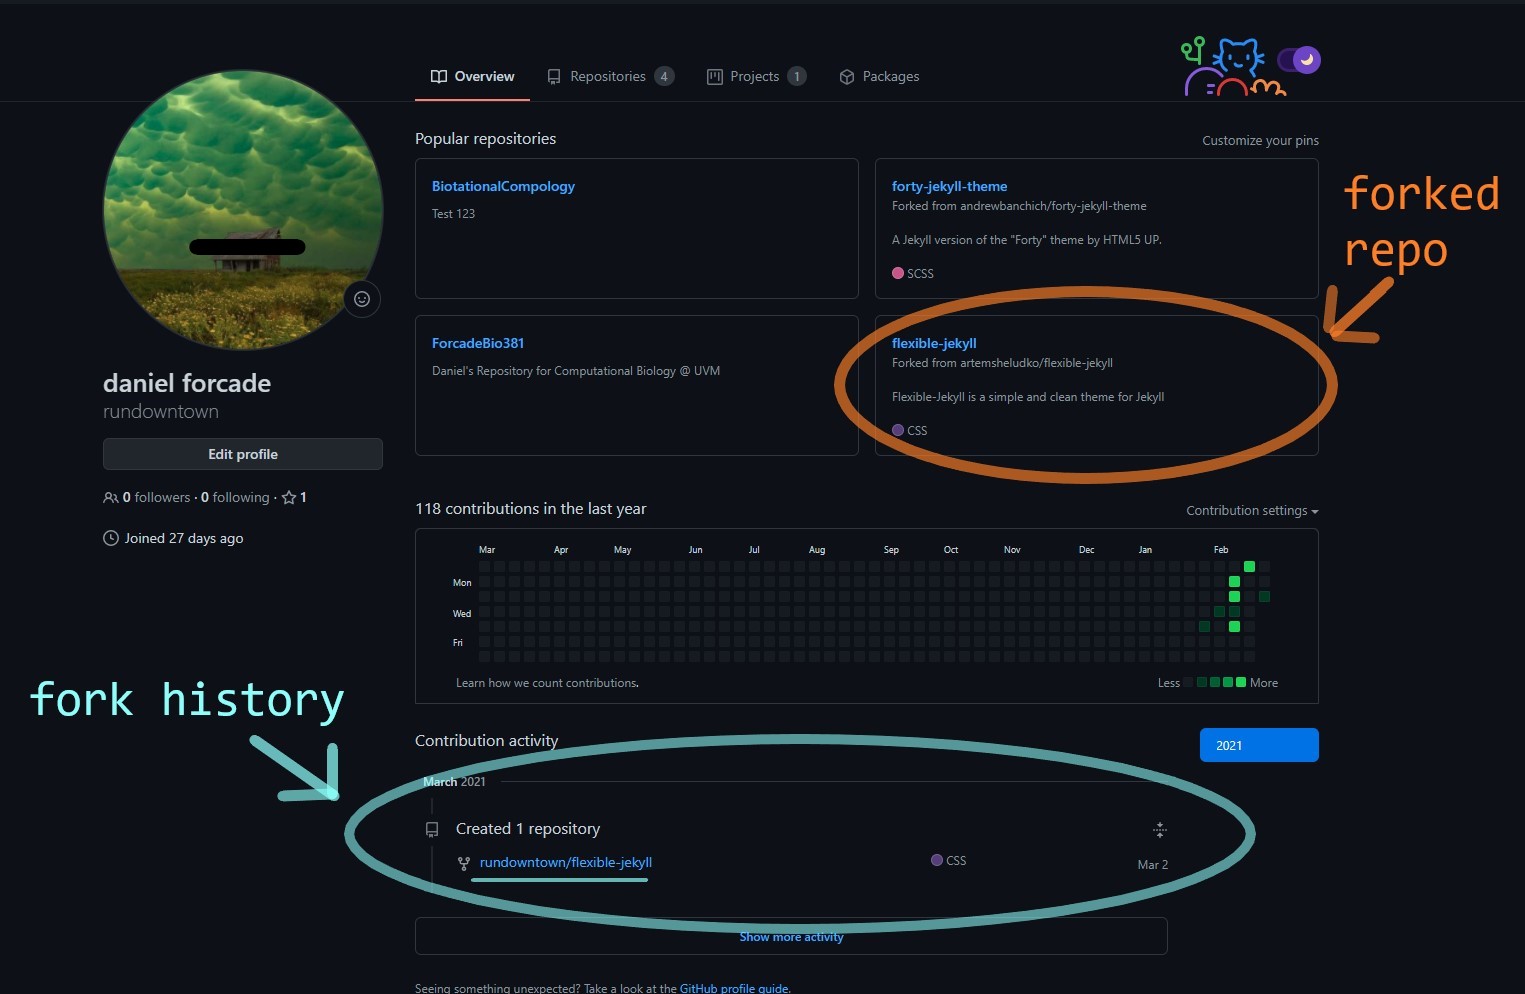 Overview Repositories 4 Projects 1 Packages
Popular repositories Customize your pins
BiotationalCompology
Test 123
forty-jekyll-theme
Forked from andrewbanchich/forty-jekyll-theme
A Jekyll version of the "Forty" theme by HTML5 UP.
SCSS
forked
repo
ForcadeBio381
Daniel's Repository for Computational Biology @ UVM
flexible-jekyll
Forked from artemsheludko/flexible-jekyll
Flexible-Jekyll is a simple and clean theme for Jekyll
CSS
daniel forcade
rundowntown
Edit profile
0 followers · 0 following · 1
Joined 27 days ago
118 contributions in the last year Contribution settings
Mar Apr May Jun Jul Aug Sep Oct Nov Dec Jan Feb
Mon
Wed
Fri
Learn how we count contributions. Less More
fork history
Contribution activity 2021
March 2021
Created 1 repository
rundowntown/flexible-jekyll CSS Mar 2
Show more activity
Seeing something unexpected? Take a look at the GitHub profile guide.